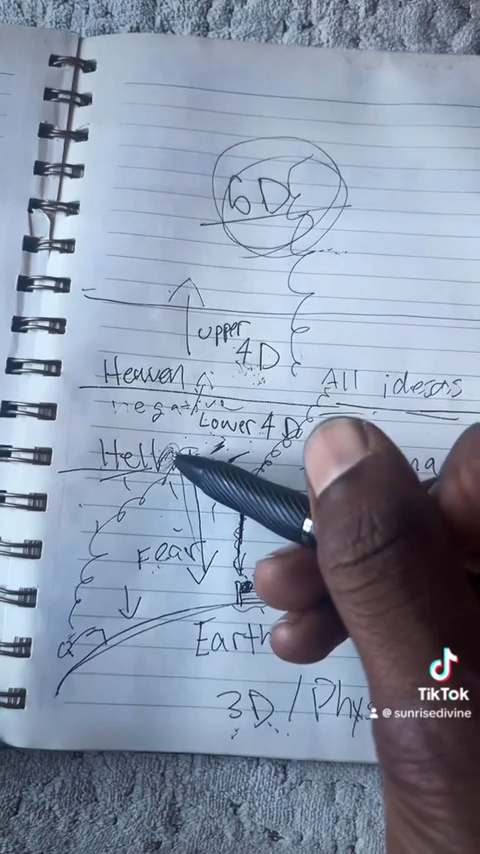 6D
upper
4D
Heaven
All ideas
negative
Lower 4D
Hell
Fear
Earth
3D / Phys
TikTok
@sunrisedivine